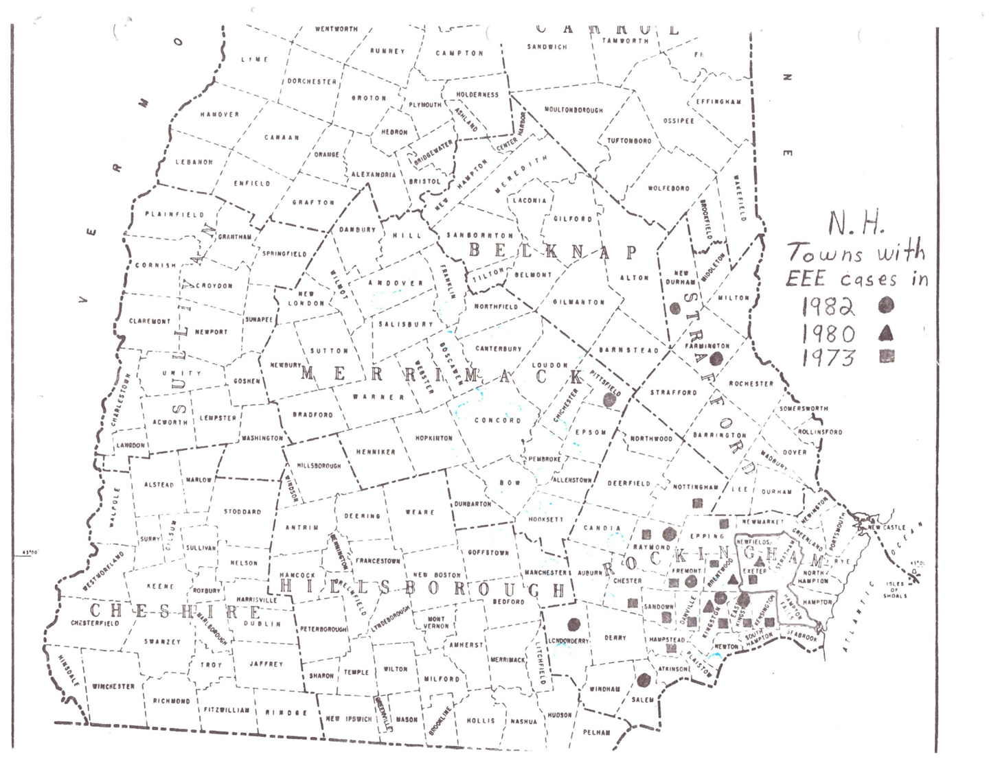 CARROL
WENTWORTH
RUMNEY
CAMPTON
SANDWICH
TAMWORTH
FR
LYME
DORCHESTER
GROTON
PLYMOUTH
HOLDERNESS
ASHLAND
MOULTONBOROUGH
EFFINGHAM
OSSIPEE
HANOVER
CANAAN
HEBRON
CENTER HARBOR
TUFTONBORO
ORANGE
BRIDGEWATER
LEBANON
ENFIELD
ALEXANDRIA
BRISTOL
NEW HAMPTON
MEREDITH
WOLFEBORO
WAKEFIELD
BROOKFIELD
GRAFTON
LACONIA
GILFORD
PLAINFIELD
GRANTHAM
DANBURY
HILL
SANBORNTON
BELKNAP
MIDDLETON
N.H.
Towns with
EEE cases in
1982
1980
1973
CORNISH
SPRINGFIELD
CROYDON
WILMOT
ANDOVER
FRANKLIN
TILTON
BELMONT
ALTON
NEW
DURHAM
MILTON
NEW
LONDON
NORTHFIELD
GILMANTON
CLAREMONT
NEWPORT
SUNAPEE
SALISBURY
SULLIVAN
SUTTON
NEWBURY
BOSCAWEN
CANTERBURY
LOUDON
BARNSTEAD
FARMINGTON
STRAFFORD
UNITY
GOSHEN
MERRIMACK
WEBSTER
PITTSFIELD
STRAFFORD
ROCHESTER
CHARLESTON
WARNER
CHICHESTER
SOMERSWORTH
ACWORTH
LEMPSTER
BRADFORD
CONCORD
ROLLINSFORD
WASHINGTON
HOPKINTON
EPSOM
NORTHWOOD
BARRINGTON
DOVER
MADBURY
LANGDON
HENNIKER
HILLSBOROUGH
PEMBROKE
ALSTEAD
MARLOW
WINDSOR
BOW
ALLENSTOWN
DEERFIELD
NOTTINGHAM
LEE
DURHAM
WALPOLE
STODDARD
DEERING
WEARE
DUNBARTON
HOOKSETT
CANDIA
NEWMARKET
NEWINGTON
PORTSMOUTH
NEW CASTLE
ANTRIM
SURRY
GILSUM
SULLIVAN
BENNINGTON
RAYMOND
EPPING
NEWFIELDS
GREENLAND
STRATHAM
RYE
43°00'
NELSON
HANCOCK
FRANCESTOWN
GOFFSTOWN
MANCHESTER
AUBURN
ROCKINGHAM
FREMONT
BRENTWOOD
EXETER
NORTH
HAMPTON
ISLES
OF
SHOALS
WESTMORELAND
KEENE
ROXBURY
GREENFIELD
NEW BOSTON
CHESTER
HARRISVILLE
HILLSBOROUGH
BEDFORD
SANDOWN
DANVILLE
KINGSTON
EAST
KINGST
KENSINGTON
HAMPTON
FALLS
HAMPTON
CHESHIRE
CHESTERFIELD
MARLBOROUGH
DUBLIN
PETERBOROUGH
LYNDEBOROUGH
MONT
VERNON
SWANZEY
LONDONDERRY
DERRY
HAMPSTEAD
NEWTON
SOUTH
HAMPTON
SEABROOK
AMHERST
MERRIMACK
LITCHFIELD
HINSDALE
TROY
JAFFREY
SHARON
TEMPLE
WILTON
MILFORD
ATKINSON
PLAISTOW
WINCHESTER
RICHMOND
FITZWILLIAM
RINDGE
NEW IPSWICH
GREENVILLE
MASON
BROOKLINE
HOLLIS
NASHUA
HUDSON
WINDHAM
SALEM
PELHAM
ATLANTIC
OCEAN
VERMO
NE
43°00